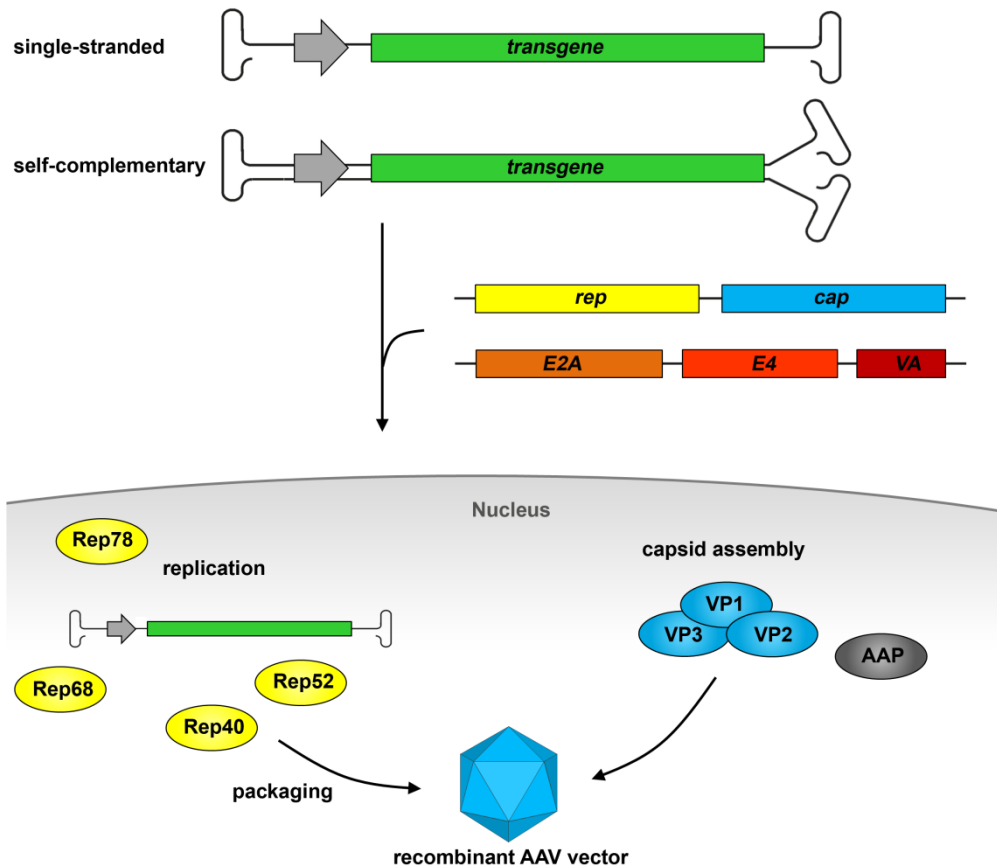 single-stranded
transgene
self-complementary
transgene
rep
cap
E2A
E4
VA
Nucleus
Rep78
replication
capsid assembly
VP1
VP3
VP2
AAP
Rep68
Rep52
Rep40
packaging
recombinant AAV vector